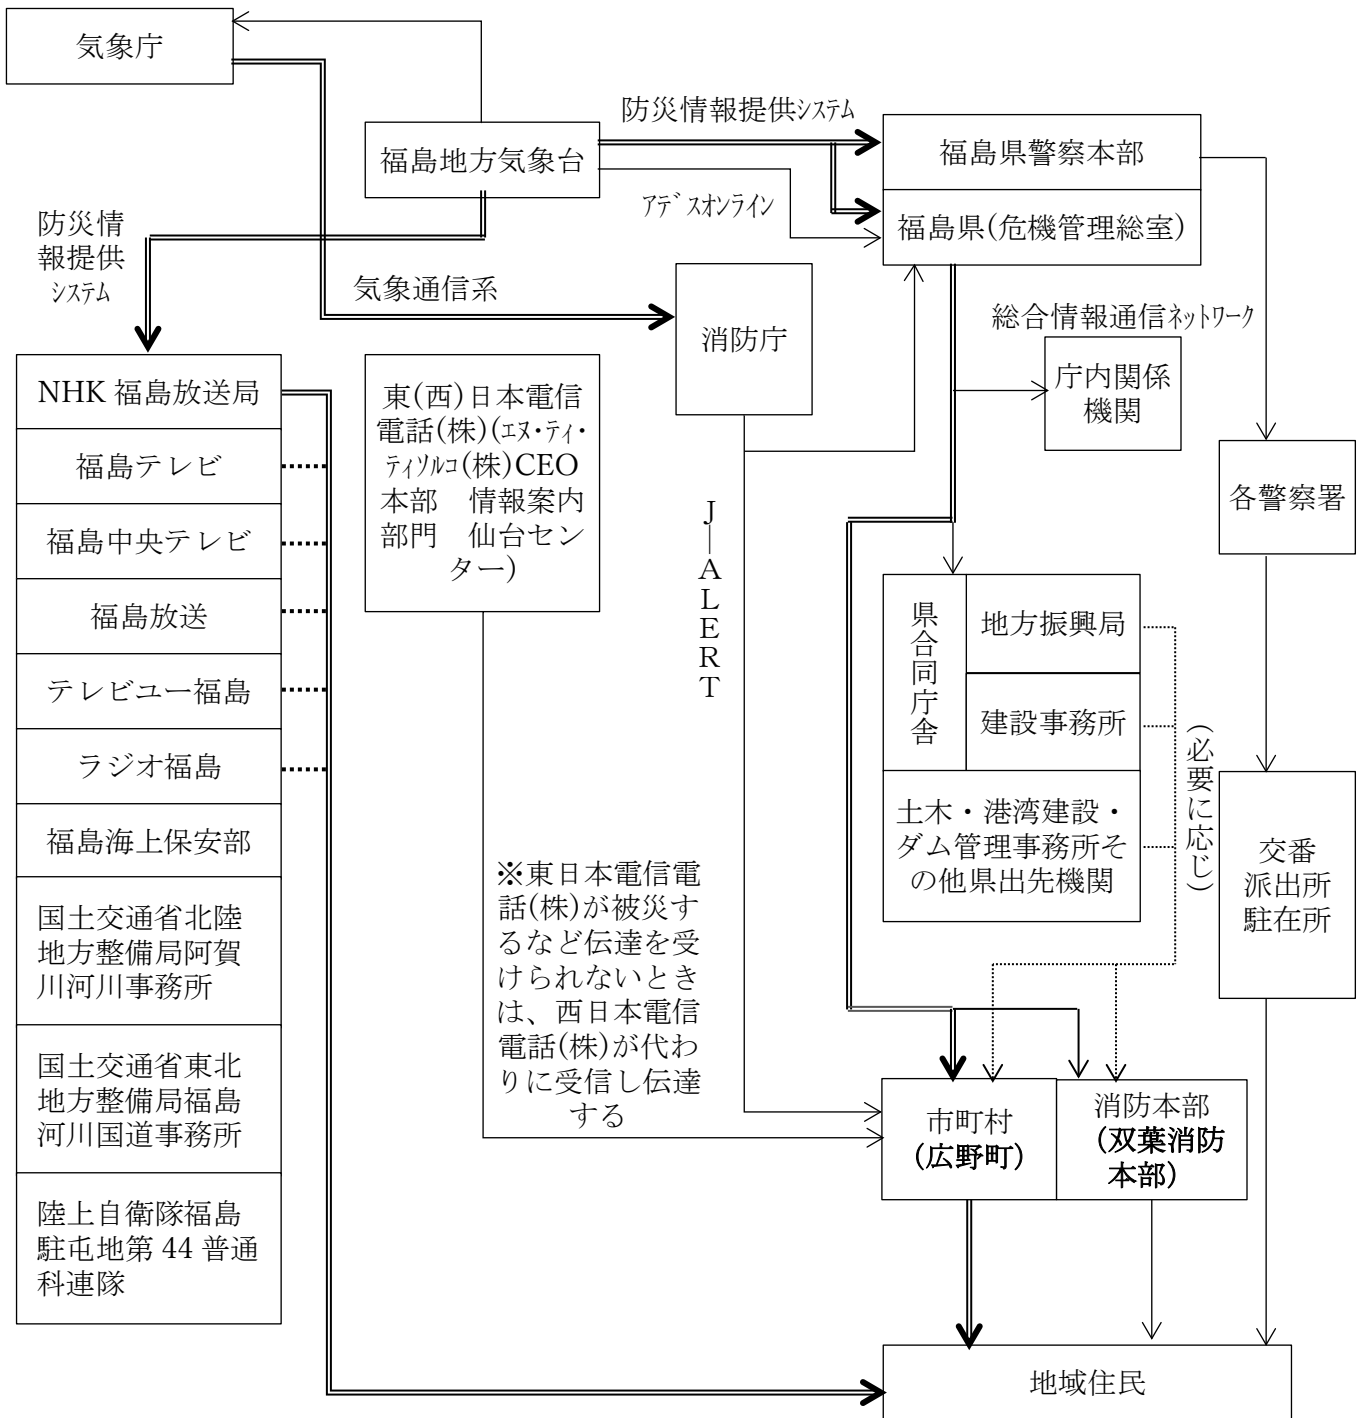 気象庁
防災情報提供ｼｽﾃﾑ
福島地方気象台
福島県警察本部
ｱﾃﾞｽｵﾝﾗｲﾝ
福島県(危機管理総室)
防災情
報提供
ｼｽﾃﾑ
気象通信系
消防庁
総合情報通信ﾈｯﾄﾜｰｸ
庁内関係
機関
NHK 福島放送局
福島テレビ
福島中央テレビ
福島放送
テレビユー福島
ラジオ福島
福島海上保安部
国土交通省北陸
地方整備局阿賀
川河川事務所
国土交通省東北
地方整備局福島
河川国道事務所
陸上自衛隊福島
駐屯地第 44 普通
科連隊
東(西)日本電信
電話(株)(ｴﾇ･ﾃｨ･
ﾃｨｿﾙｺ(株)CEO
本部　情報案内
部門　仙台セン
ター)
J―ALERT
各警察署
県合同庁舎
地方振興局
建設事務所
土木・港湾建設・
ダム管理事務所そ
の他県出先機関
(必要に応じ)
交番
派出所
駐在所
※東日本電信電
話(株)が被災す
るなど伝達を受
けられないとき
は、西日本電信
電話(株)が代わ
りに受信し伝達
する
市町村
(広野町)
消防本部
(双葉消防
本部)
地域住民